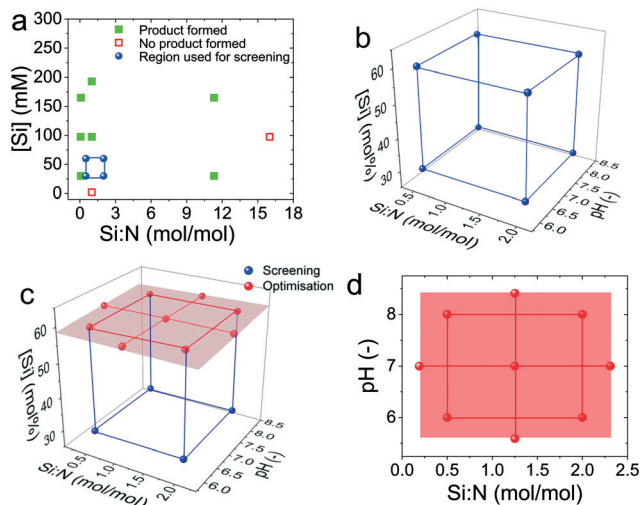 a
300
250
200
150
100
50
0
[Si] (mM)
Product formed
No product formed
Region used for screening
0 3 6 9 12 15 18
Si:N (mol/mol)
b
60
50
40
30
[Si] (mol%)
0.5 1.0 1.5 2.0
Si:N (mol/mol)
6.0 6.5 7.0 7.5 8.0 8.5
pH (-)
c
Screening
Optimisation
60
50
40
30
[Si] (mol%)
0.5 1.0 1.5 2.0
Si:N (mol/mol)
6.0 6.5 7.0 7.5 8.0 8.5
pH (-)
d
8
7
6
pH (-)
0.0 0.5 1.0 1.5 2.0 2.5
Si:N (mol/mol)